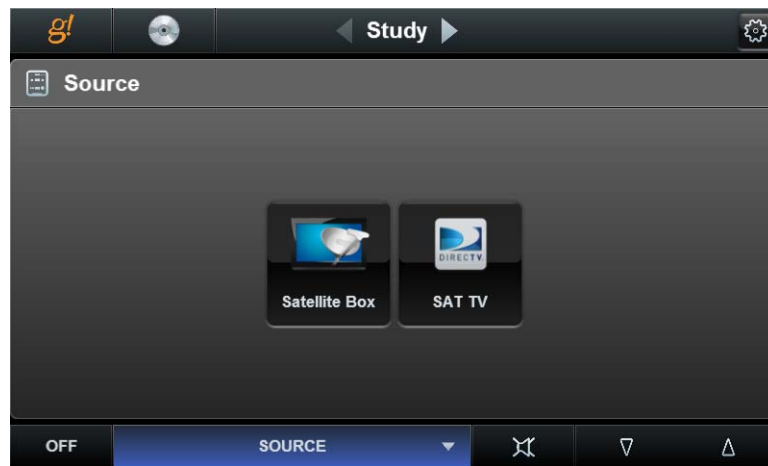 g!
Study
Source
DIRECTV
Satellite Box
SAT TV
OFF
SOURCE